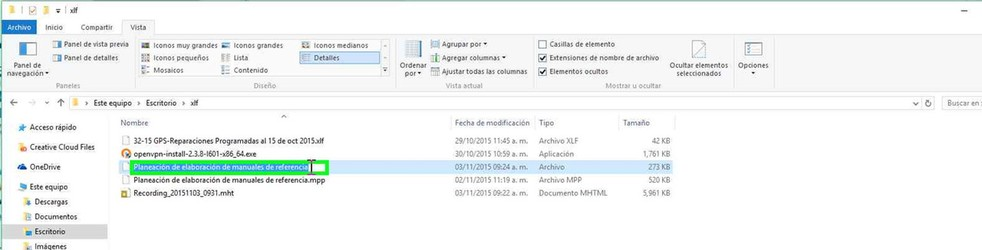 xlf
Archivo Inicio Compartir Vista
Panel de navegación
Panel de vista previa
Panel de detalles
Paneles
Iconos muy grandes Iconos grandes Iconos medianos
Iconos pequeños Lista Detalles
Mosaicos Contenido
Diseño
Ordenar por
Agrupar por
Agregar columnas
Ajustar todas las columnas
Vista actual
Casillas de elemento
Extensiones de nombre de archivo
Elementos ocultos
Ocultar elementos seleccionados
Mostrar u ocultar
Opciones
Este equipo Escritorio xlf
Buscar en
Nombre Fecha de modificación Tipo Tamaño
Acceso rápido
Creative Cloud Files
OneDrive
Este equipo
Descargas
Documentos
Escritorio
Imágenes
32-15 GPS-Reparaciones Programadas al 15 de oct 2015.xlf 29/10/2015 11:45 a. m. Archivo XLF 42 KB
openvpn-install-2.3.8-I601-x86_64.exe 30/10/2015 10:59 a. m. Aplicación 1,761 KB
Planeación de elaboración de manuales de referencia 03/11/2015 09:24 a. m. Archivo 273 KB
Planeación de elaboración de manuales de referencia.mpp 02/11/2015 11:19 a. m. Archivo MPP 520 KB
Recording_20151103_0931.mht 03/11/2015 09:22 a. m. Documento MHTML 5,961 KB